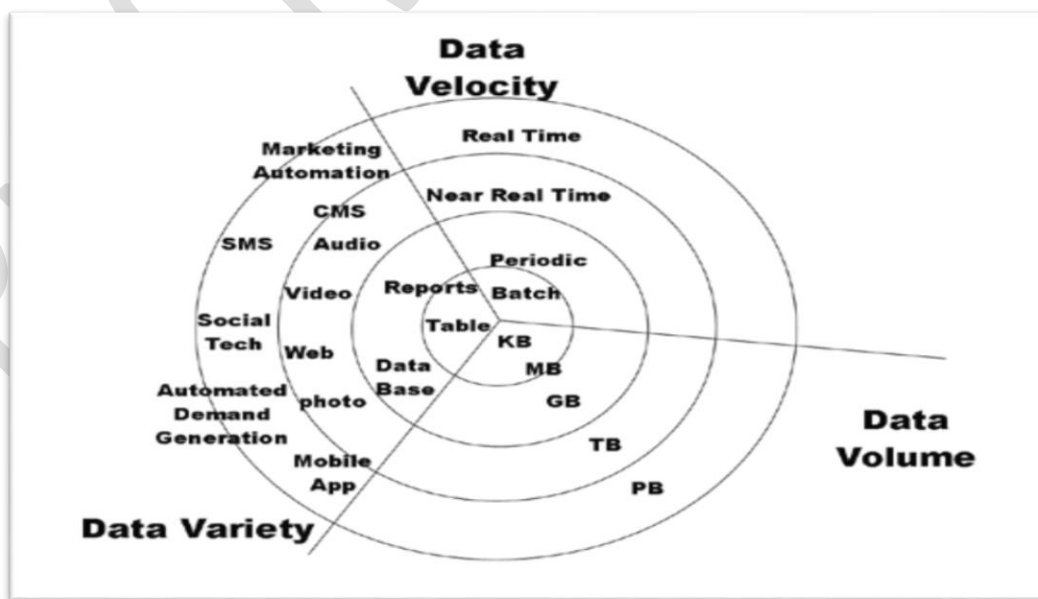 Data
Velocity
Real Time
Near Real Time
Periodic
Batch
Marketing
Automation
CMS
SMS
Audio
Reports
Video
Social
Tech
Table
Web
Data
Base
Automated
Demand
Generation
photo
Mobile
App
Data Variety
KB
MB
GB
TB
PB
Data
Volume